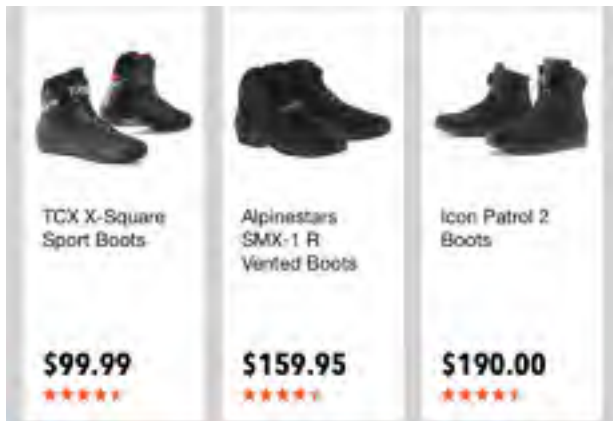 TCX X-Square
Sport Boots
$99.99
Alpinestars
SMX-1 R
Vented Boots
$159.95
Icon Patrol 2
Boots
$190.00